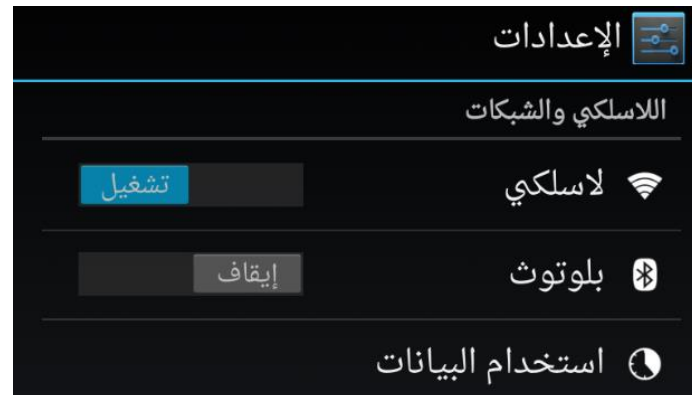 الإعدادات
اللاسلكي والشبكات
لاسلكي تشغيل
بلوتوث إيقاف
استخدام البيانات